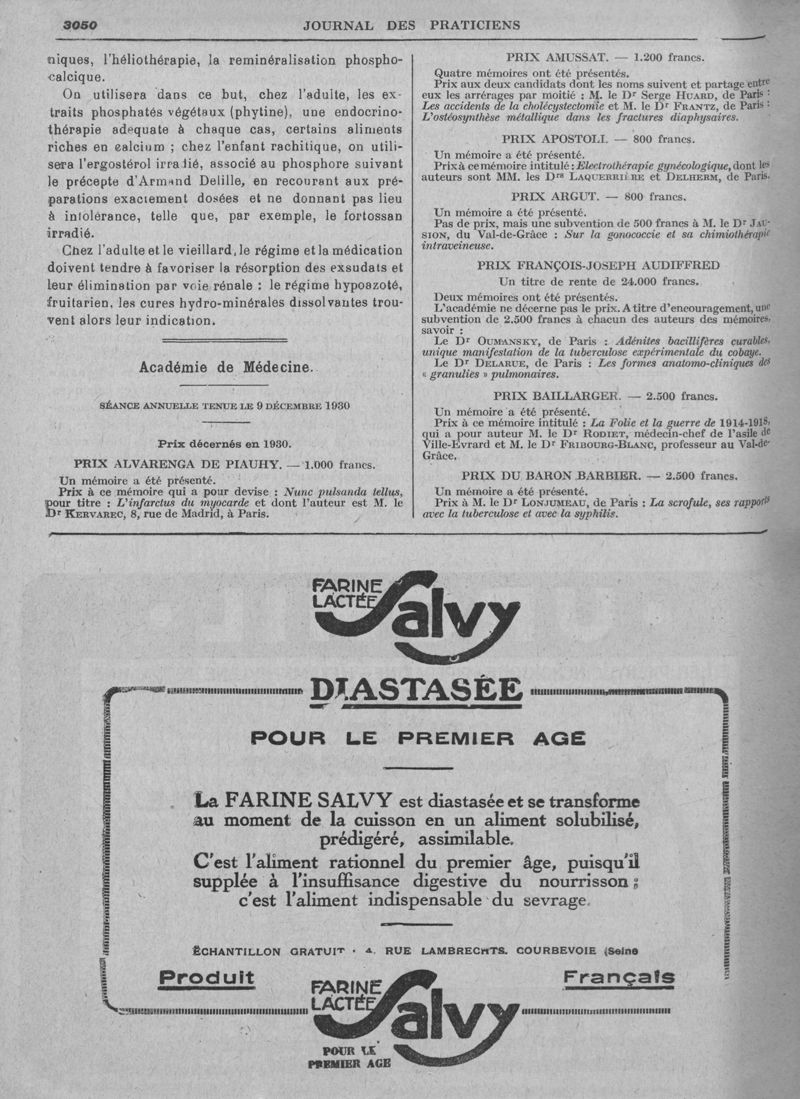 3050
JOURNAL DES PRATICIENS
niques, l'héliothérapie, la reminéralisation phospho-
calcique.
On utilisera dans ce but, chez l'adulte, les ex-
traits phosphatés végétaux (phytine), une endocrino-
thérapie adequate à chaque cas, certains aliments
riches en calcium ; chez l'enfant rachitique, on utili-
sera l'ergostérol irradié, associé au phosphore suivant
le précepte d'Armand Delille, en recourant aux pré-
parations exactement dosées et ne donnant pas lieu
à intolérance, telle que, par exemple, le fortossan
irradié.
Chez l'adulte et le vieillard, le régime et la médication
doivent tendre à favoriser la résorption des exsudats et
leur élimination par voie rénale : le régime hypoazoté,
fruitarien, les cures hydro-minérales dissolvantes trou-
vent alors leur indication.
Académie de Médecine.
SÉANCE ANNUELLE TENUE LE 9 DÉCEMBRE 1930
Prix décernés en 1930.
PRIX ALVARENGA DE PIAUHY. — 1.000 francs.
Un mémoire a été présenté.
Prix à ce mémoire qui a pour devise : Nunc pulsanda tellus,
pour titre : L'infarctus du myocarde et dont l'auteur est M. le
Dr KERVAREC, 8, rue de Madrid, à Paris.
PRIX AMUSSAT. — 1.200 francs.
Quatre mémoires ont été présentés.
Prix aux deux candidats dont les noms suivent et partage entre
eux les arrérages par moitié : M. le Dr Serge HUARD, de Paris :
Les accidents de la cholécystectomie et M. le Dr FRANTZ, de Paris :
L'ostéosynthèse métallique dans les fractures diaphysaires.
PRIX APOSTOLI. — 800 francs.
Un mémoire a été présenté.
Prix à ce mémoire intitulé : Electrothérapie gynécologique, dont les
auteurs sont MM. les Drs LAQUERRIÈRE et DELHERM, de Paris.
PRIX ARGUT. — 800 francs.
Un mémoire a été présenté.
Pas de prix, mais une subvention de 500 francs à M. le Dr JAU-
SION, du Val-de-Grâce : Sur la gonococcie et sa chimiothérapie
intraveineuse.
PRIX FRANÇOIS-JOSEPH AUDIFFRED
Un titre de rente de 24.000 francs.
Deux mémoires ont été présentés.
L'académie ne décerne pas le prix. A titre d'encouragement, une
subvention de 2.500 francs à chacun des auteurs des mémoires,
savoir :
Le Dr OUMANSKY, de Paris : Adénites bacillifères curables,
unique manifestation de la tuberculose expérimentale du cobaye.
Le Dr DELARUE, de Paris : Les formes anatomo-cliniques des
« granulies » pulmonaires.
PRIX BAILLARGER. — 2.500 francs.
Un mémoire a été présenté.
Prix à ce mémoire intitulé : La Folie et la guerre de 1914-1918,
qui a pour auteur M. le Dr RODIET, médecin-chef de l'asile de
Ville-Evrard et M. le Dr FRIBOURG-BLANC, professeur au Val-de-
Grâce.
PRIX DU BARON BARBIER. — 2.500 francs.
Un mémoire a été présenté.
Prix à M. le Dr LONJUMEAU, de Paris : La scrofule, ses rapports
avec la tuberculose et avec la syphilis.
FARINE
LACTÉE
Salvy
DIASTASÉE
POUR LE PREMIER AGE
La FARINE SALVY est diastasée et se transforme
au moment de la cuisson en un aliment solubilisé,
prédigéré, assimilable.
C'est l'aliment rationnel du premier âge, puisqu'il
supplée à l'insuffisance digestive du nourrisson ;
c'est l'aliment indispensable du sevrage.
ÉCHANTILLON GRATUIT · 4. RUE LAMBRECHTS. COURBEVOIE (Seine
Produit
Français
FARINE
LACTÉE
Salvy
POUR LE
PREMIER AGE